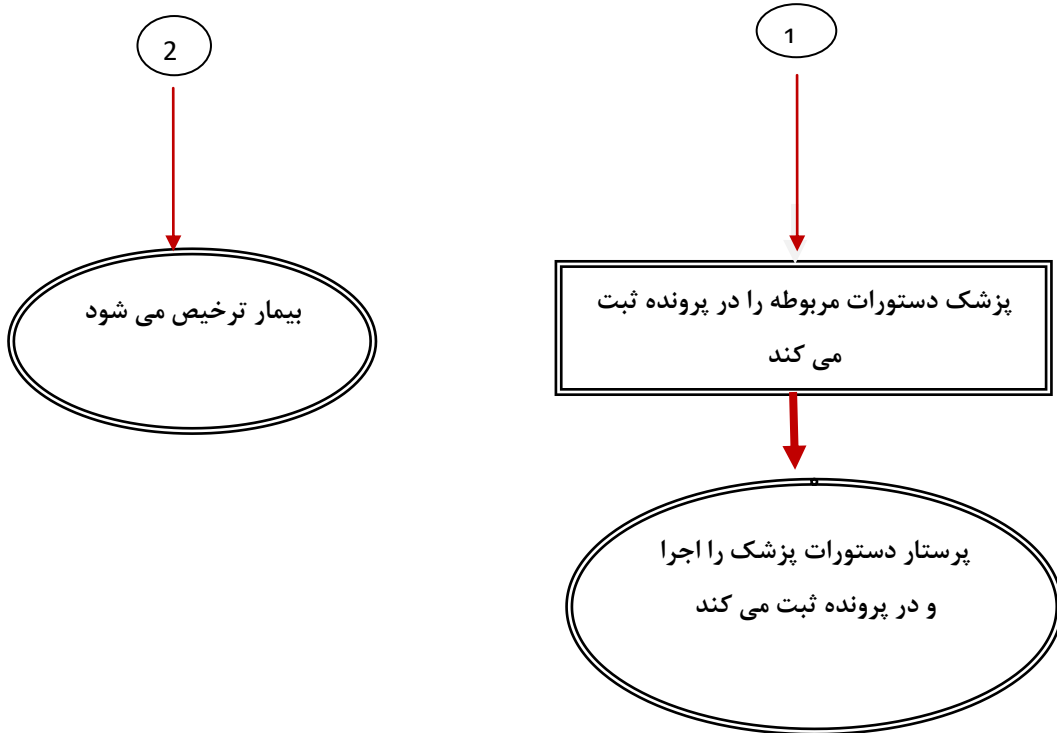 1
پزشک دستورات مربوطه را در پرونده ثبت
می کند
پرستار دستورات پزشک را اجرا
و در پرونده ثبت می کند
2
بیمار ترخیص می شود